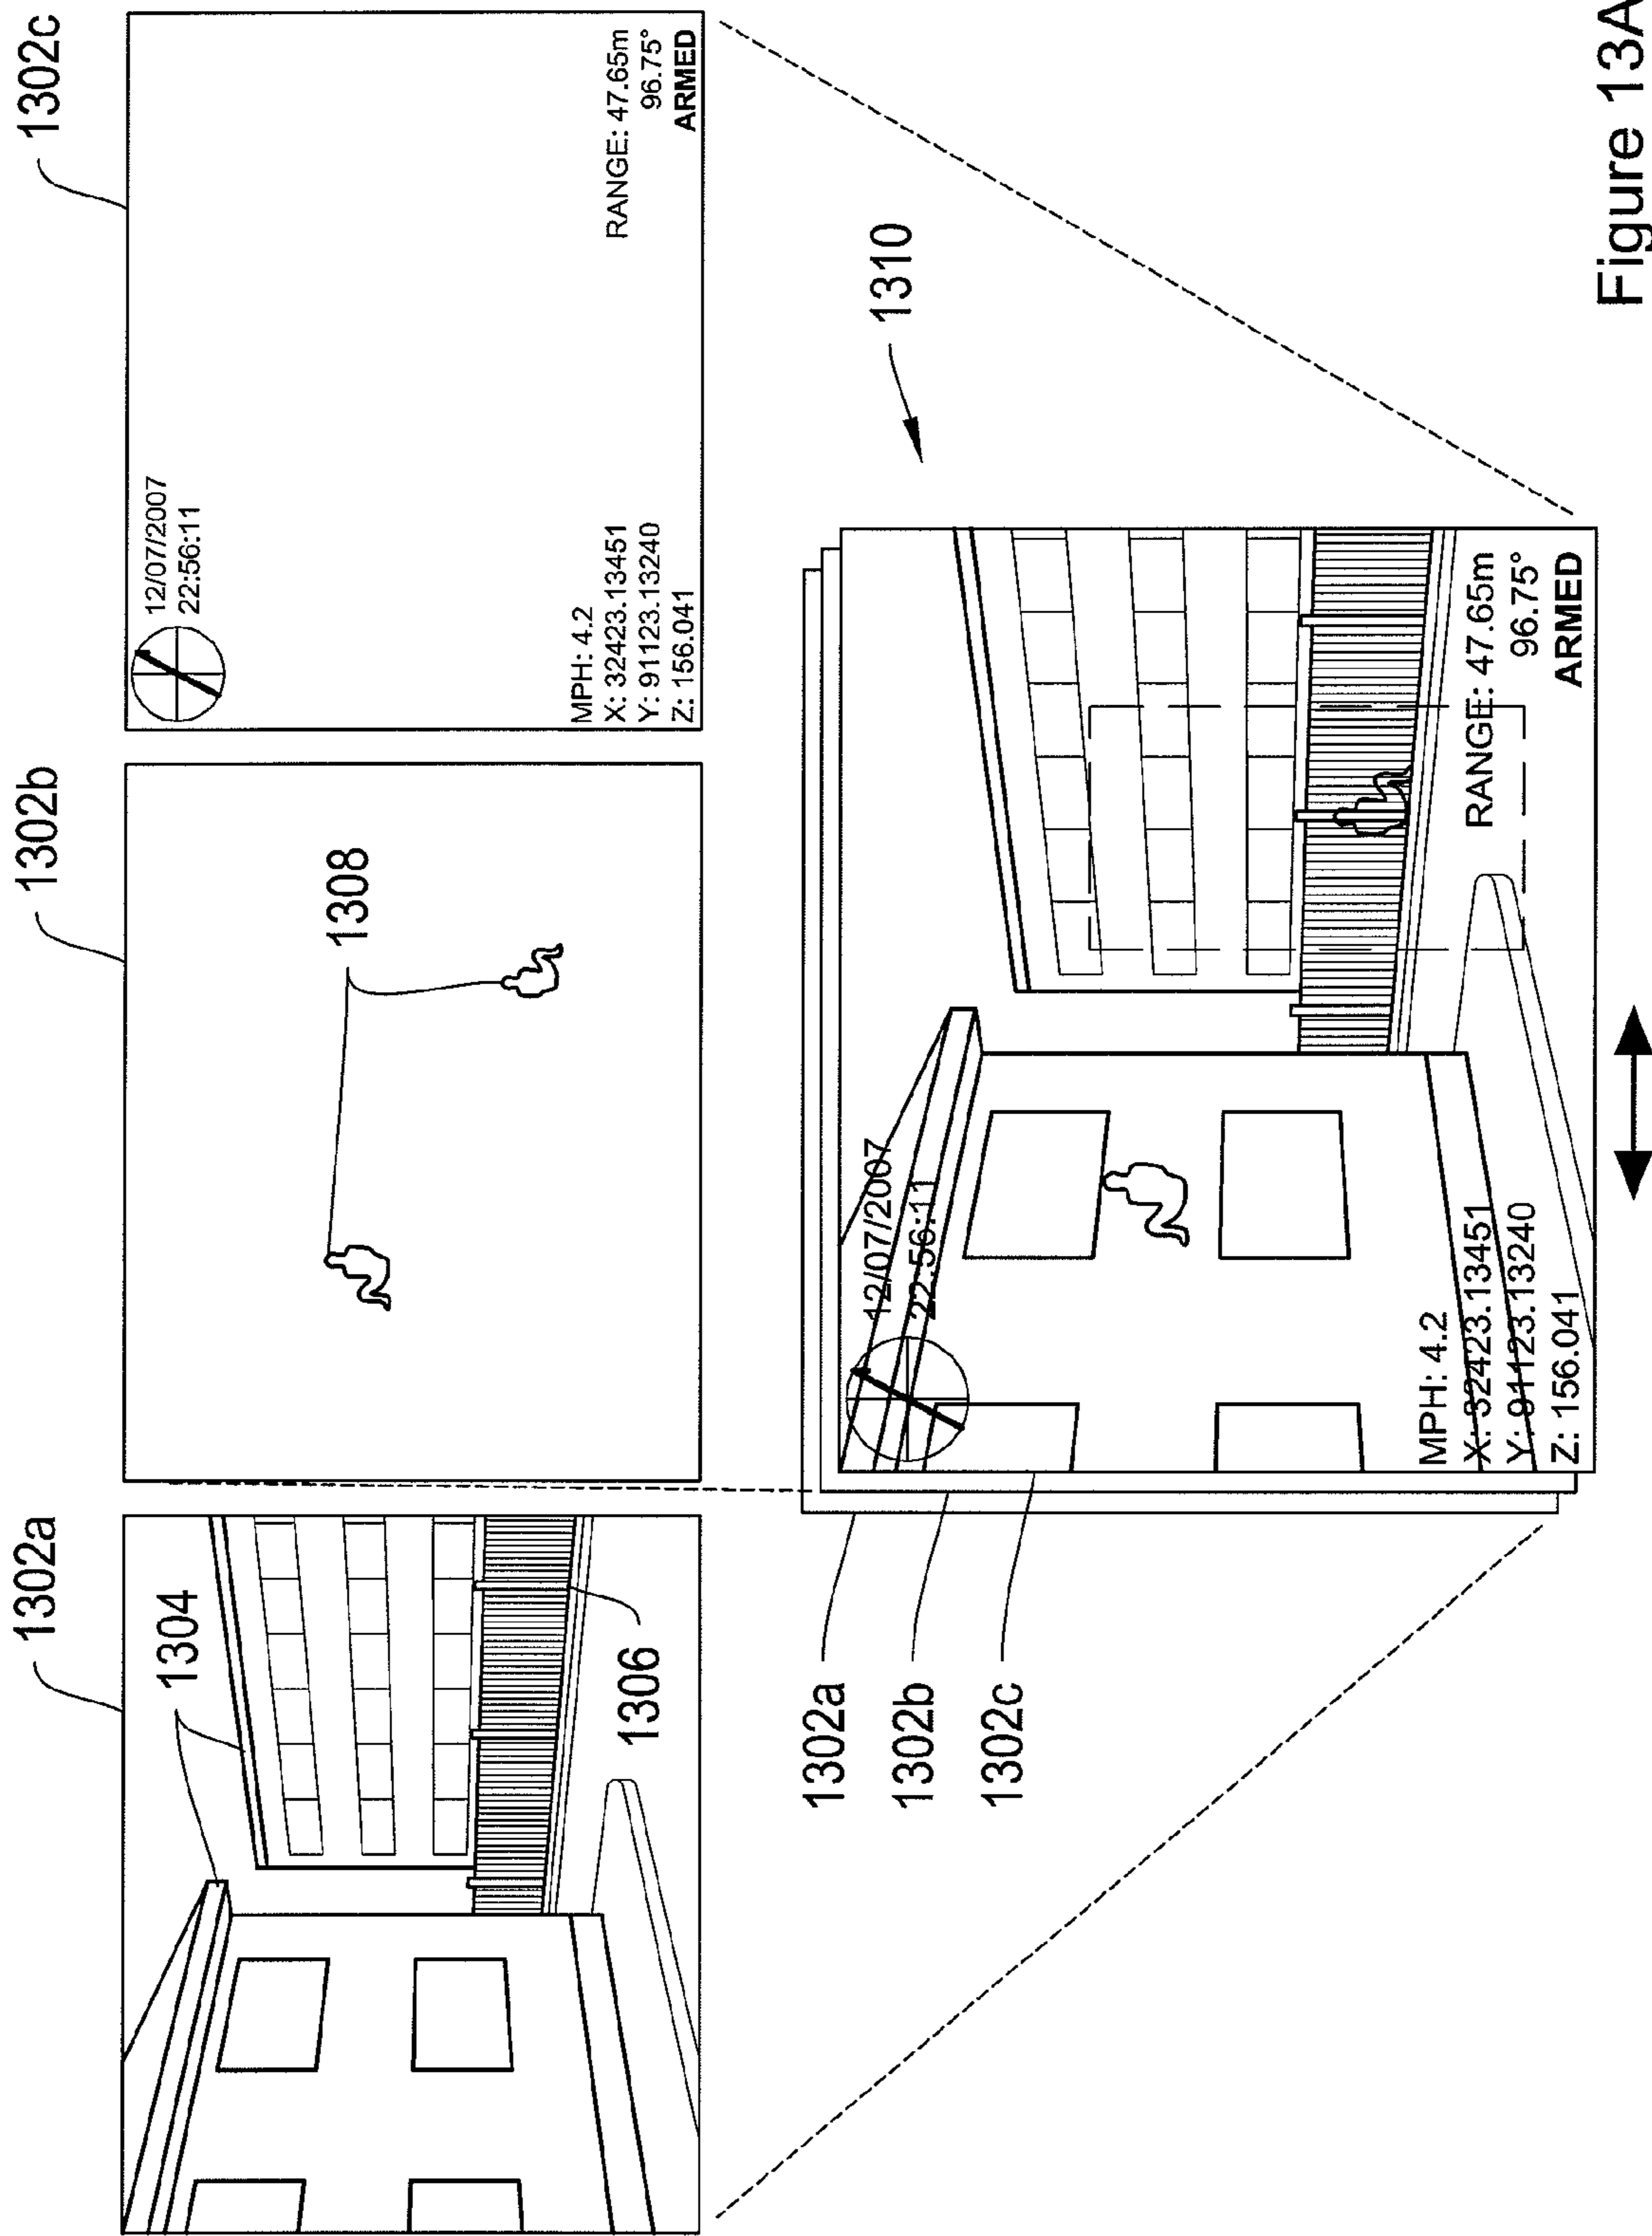 1302a
1304
1306
1302b
1308
1302c
12/07/2007
22:56:11
MPH: 4.2
X: 32423.13451
Y: 91123.13240
Z: 156.041
RANGE: 47.65m
96.75°
ARMED
1302a
1302b
1302c
1310
12/07/2007
22:56:11
MPH: 4.2
X: 32423.13451
Y: 91123.13240
Z: 156.041
RANGE: 47.65m
96.75°
ARMED
Figure 13A